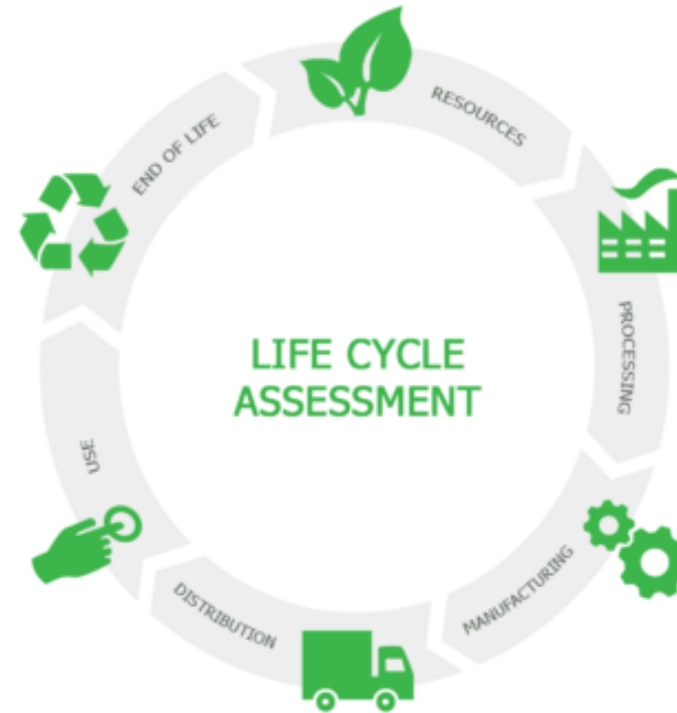 LIFE CYCLE
ASSESSMENT
RESOURCES
PROCESSING
MANUFACTURING
DISTRIBUTION
USE
END OF LIFE